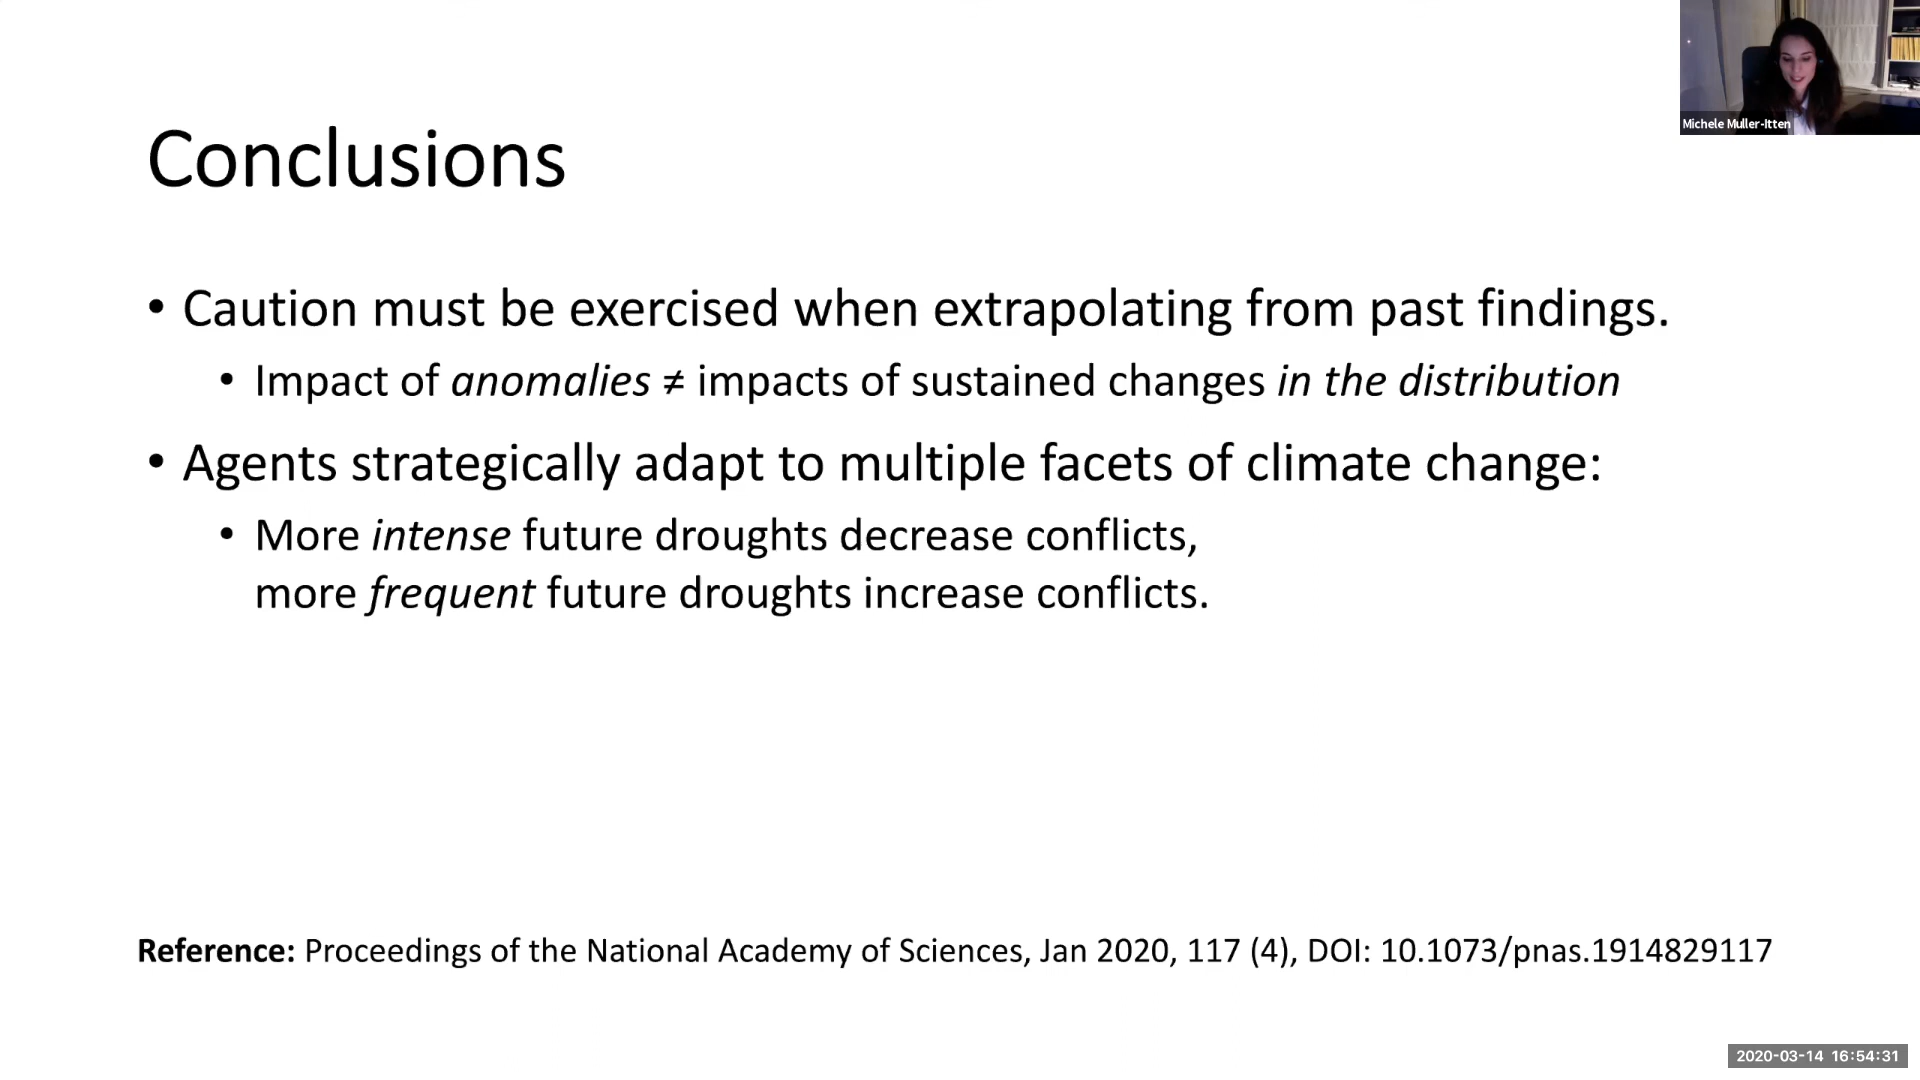 Michele Muller-Itten
Conclusions
• Caution must be exercised when extrapolating from past findings.
• Impact of anomalies ≠ impacts of sustained changes in the distribution
• Agents strategically adapt to multiple facets of climate change:
• More intense future droughts decrease conflicts,
more frequent future droughts increase conflicts.
Reference: Proceedings of the National Academy of Sciences, Jan 2020, 117 (4), DOI: 10.1073/pnas.1914829117
2020-03-14 16:54:31